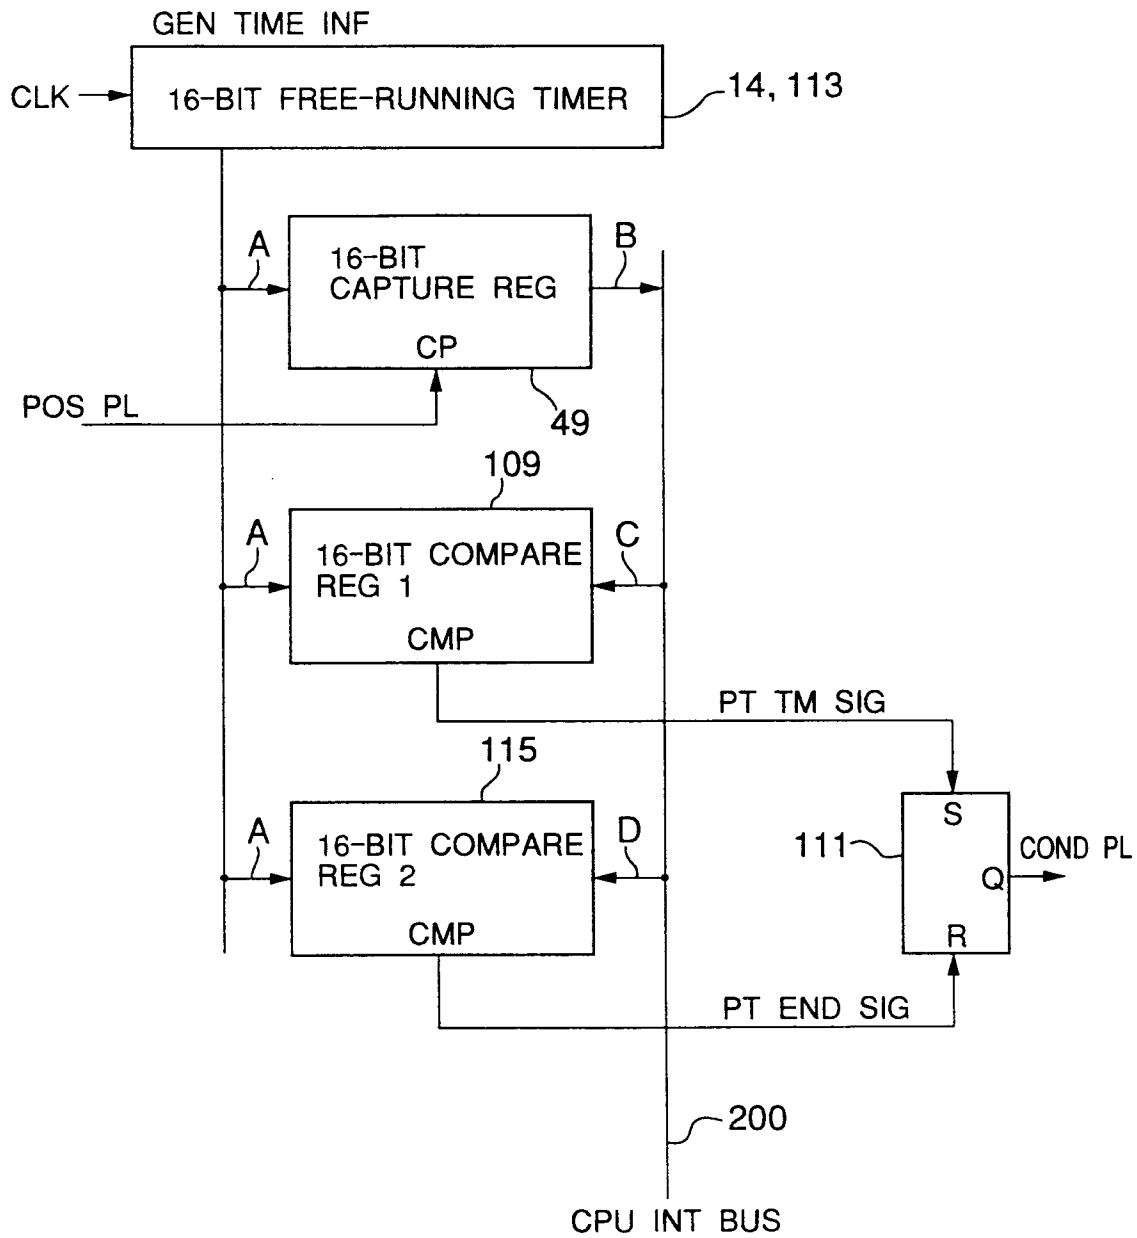 GEN TIME INF
CLK
16-BIT FREE-RUNNING TIMER
14, 113
A
16-BIT
CAPTURE REG
CP
B
POS PL
49
109
A
16-BIT COMPARE
REG 1
CMP
C
PT TM SIG
115
A
16-BIT COMPARE
REG 2
CMP
D
111
S
Q
R
COND PL
PT END SIG
200
CPU INT BUS